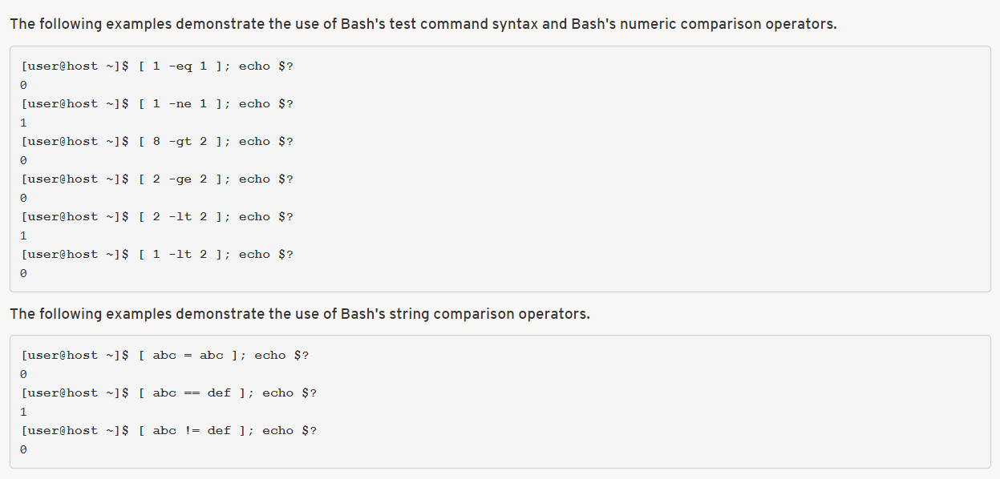 The following examples demonstrate the use of Bash's test command syntax and Bash's numeric comparison operators.
[user@host ~]$ [ 1 -eq 1 ]; echo $?
0
[user@host ~]$ [ 1 -ne 1 ]; echo $?
1
[user@host ~]$ [ 8 -gt 2 ]; echo $?
0
[user@host ~]$ [ 2 -ge 2 ]; echo $?
0
[user@host ~]$ [ 2 -lt 2 ]; echo $?
1
[user@host ~]$ [ 1 -lt 2 ]; echo $?
0
The following examples demonstrate the use of Bash's string comparison operators.
[user@host ~]$ [ abc = abc ]; echo $?
0
[user@host ~]$ [ abc == def ]; echo $?
1
[user@host ~]$ [ abc != def ]; echo $?
0